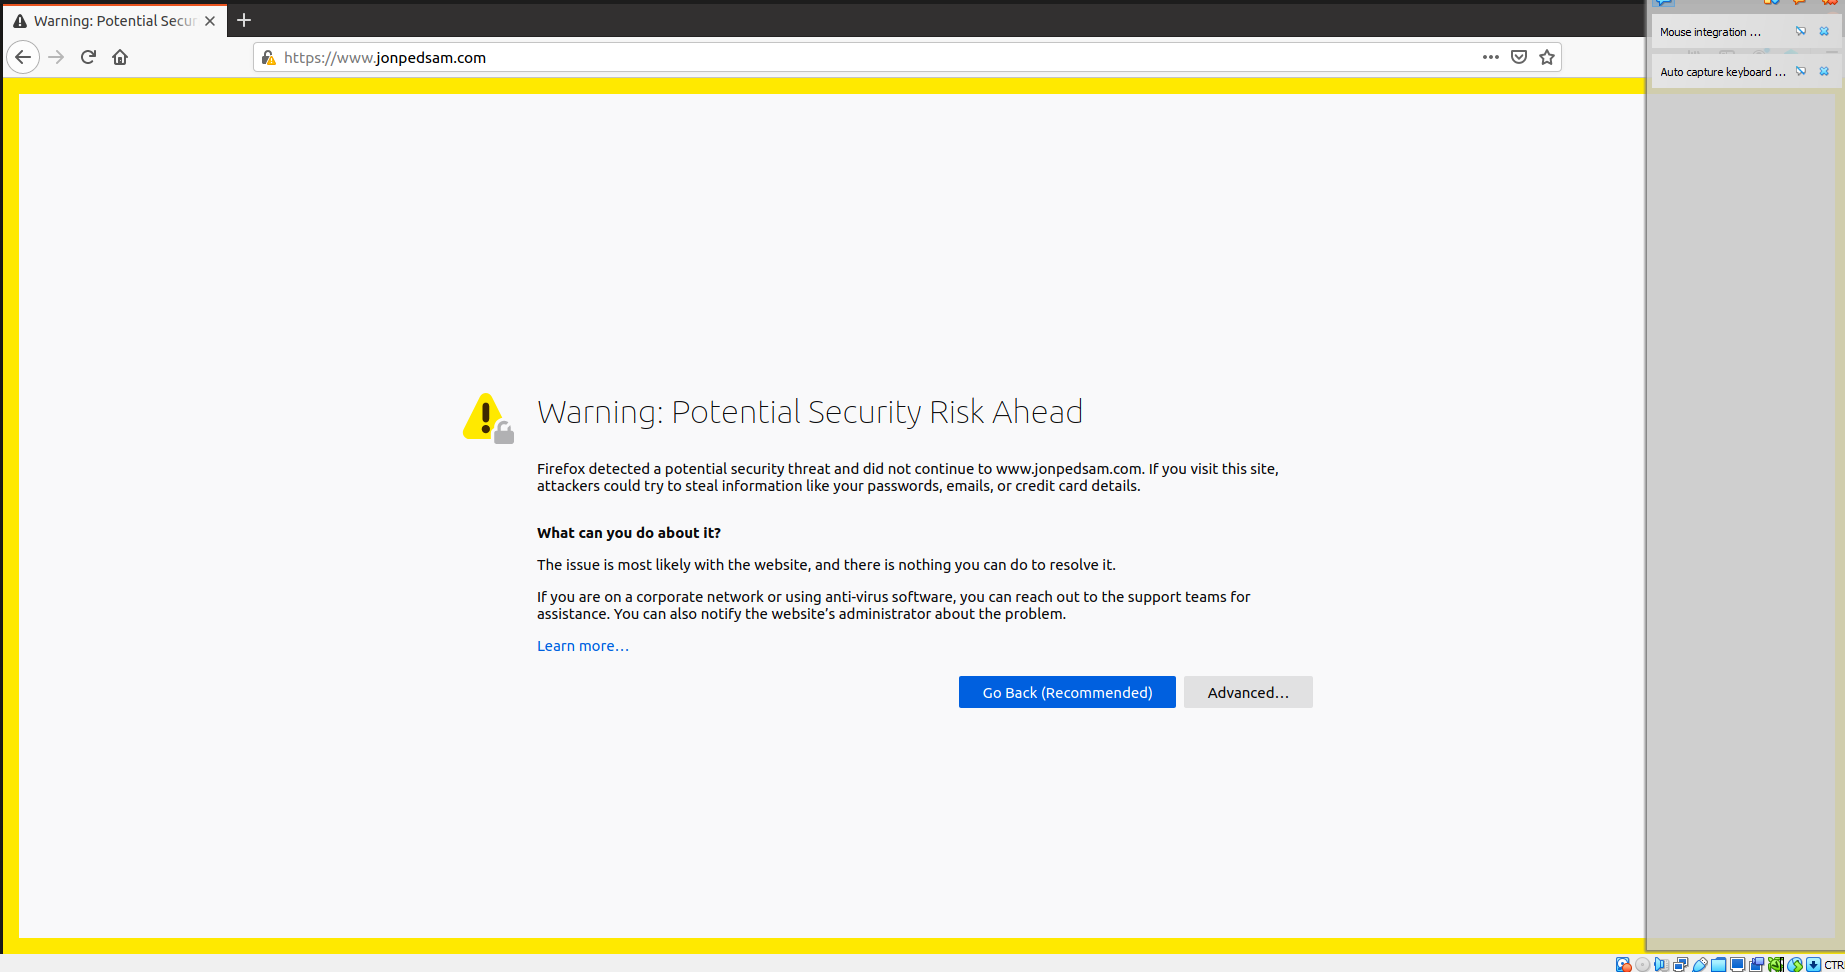 Warning: Potential Secur
https://www.jonpedsam.com
Mouse integration ...
Auto capture keyboard ...
Warning: Potential Security Risk Ahead
Firefox detected a potential security threat and did not continue to www.jonpedsam.com. If you visit this site,
attackers could try to steal information like your passwords, emails, or credit card details.
What can you do about it?
The issue is most likely with the website, and there is nothing you can do to resolve it.
If you are on a corporate network or using anti-virus software, you can reach out to the support teams for
assistance. You can also notify the website’s administrator about the problem.
Learn more…
Go Back (Recommended)
Advanced…
CTR